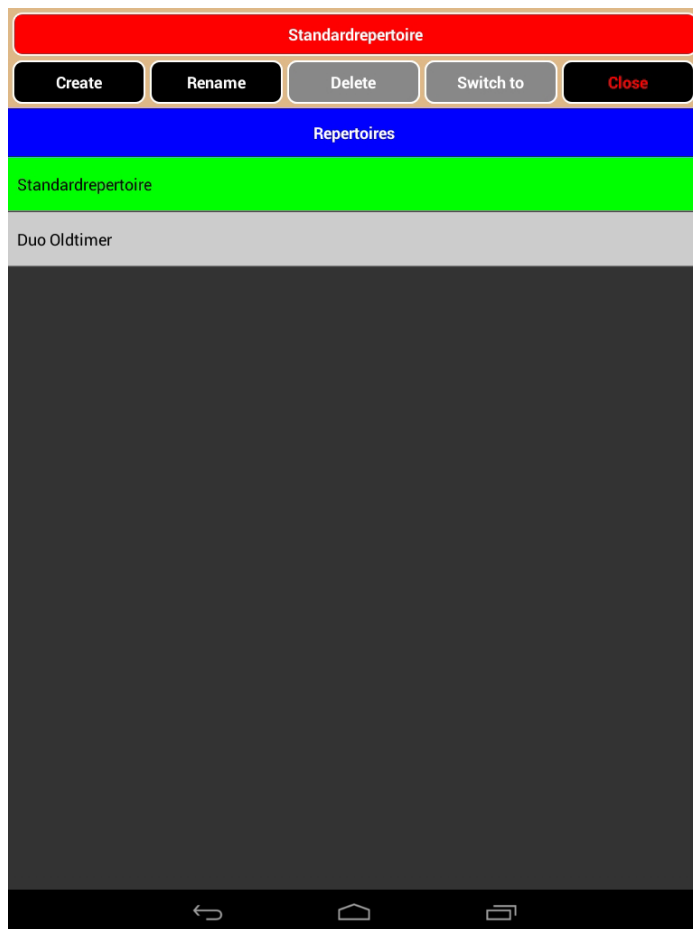 Standardrepertoire
Create Rename Delete Switch to Close
Repertoires
Standardrepertoire
Duo Oldtimer